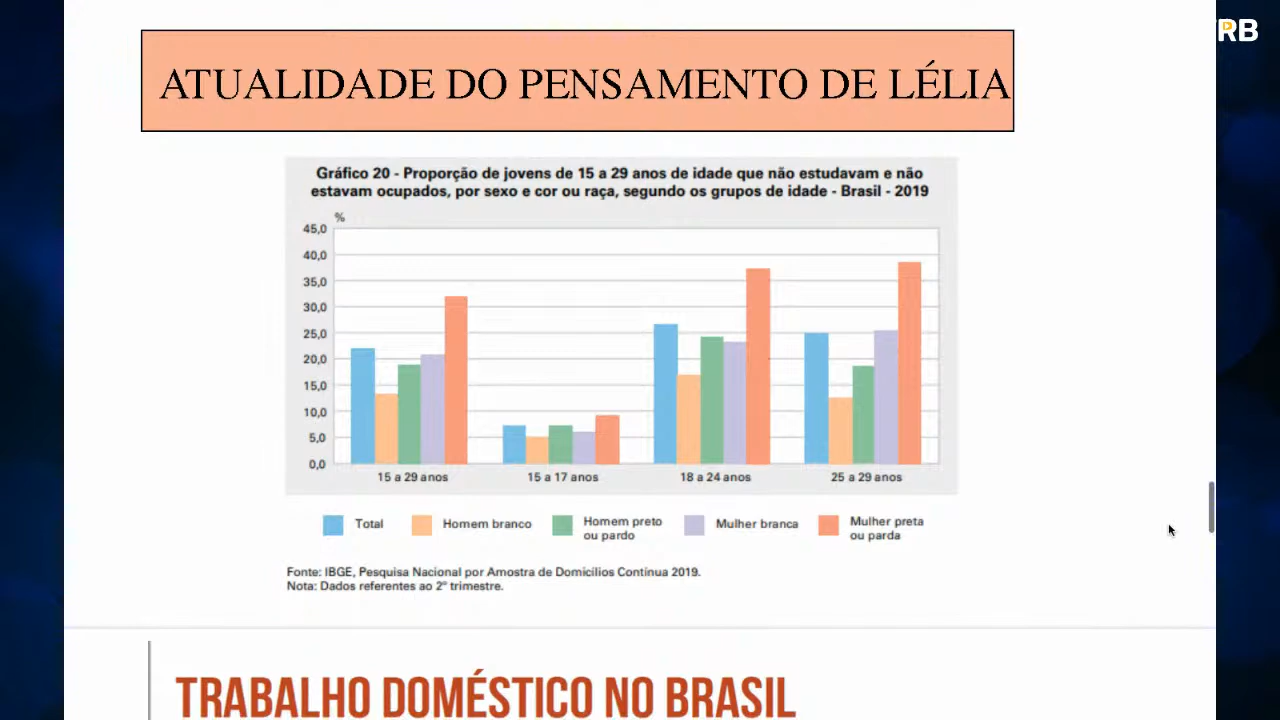 RB
ATUALIDADE DO PENSAMENTO DE LÉLIA
Gráfico 20 - Proporção de jovens de 15 a 29 anos de idade que não estudavam e não
estavam ocupados, por sexo e cor ou raça, segundo os grupos de idade - Brasil - 2019
%
45,0
40,0
35,0
30,0
25,0
20,0
15,0
10,0
5,0
0,0
15 a 29 anos 15 a 17 anos 18 a 24 anos 25 a 29 anos
Total Homem branco Homem preto ou pardo Mulher branca Mulher preta ou parda
Fonte: IBGE, Pesquisa Nacional por Amostra de Domicílios Contínua 2019.
Nota: Dados referentes ao 2º trimestre.
TRABALHO DOMÉSTICO NO BRASIL